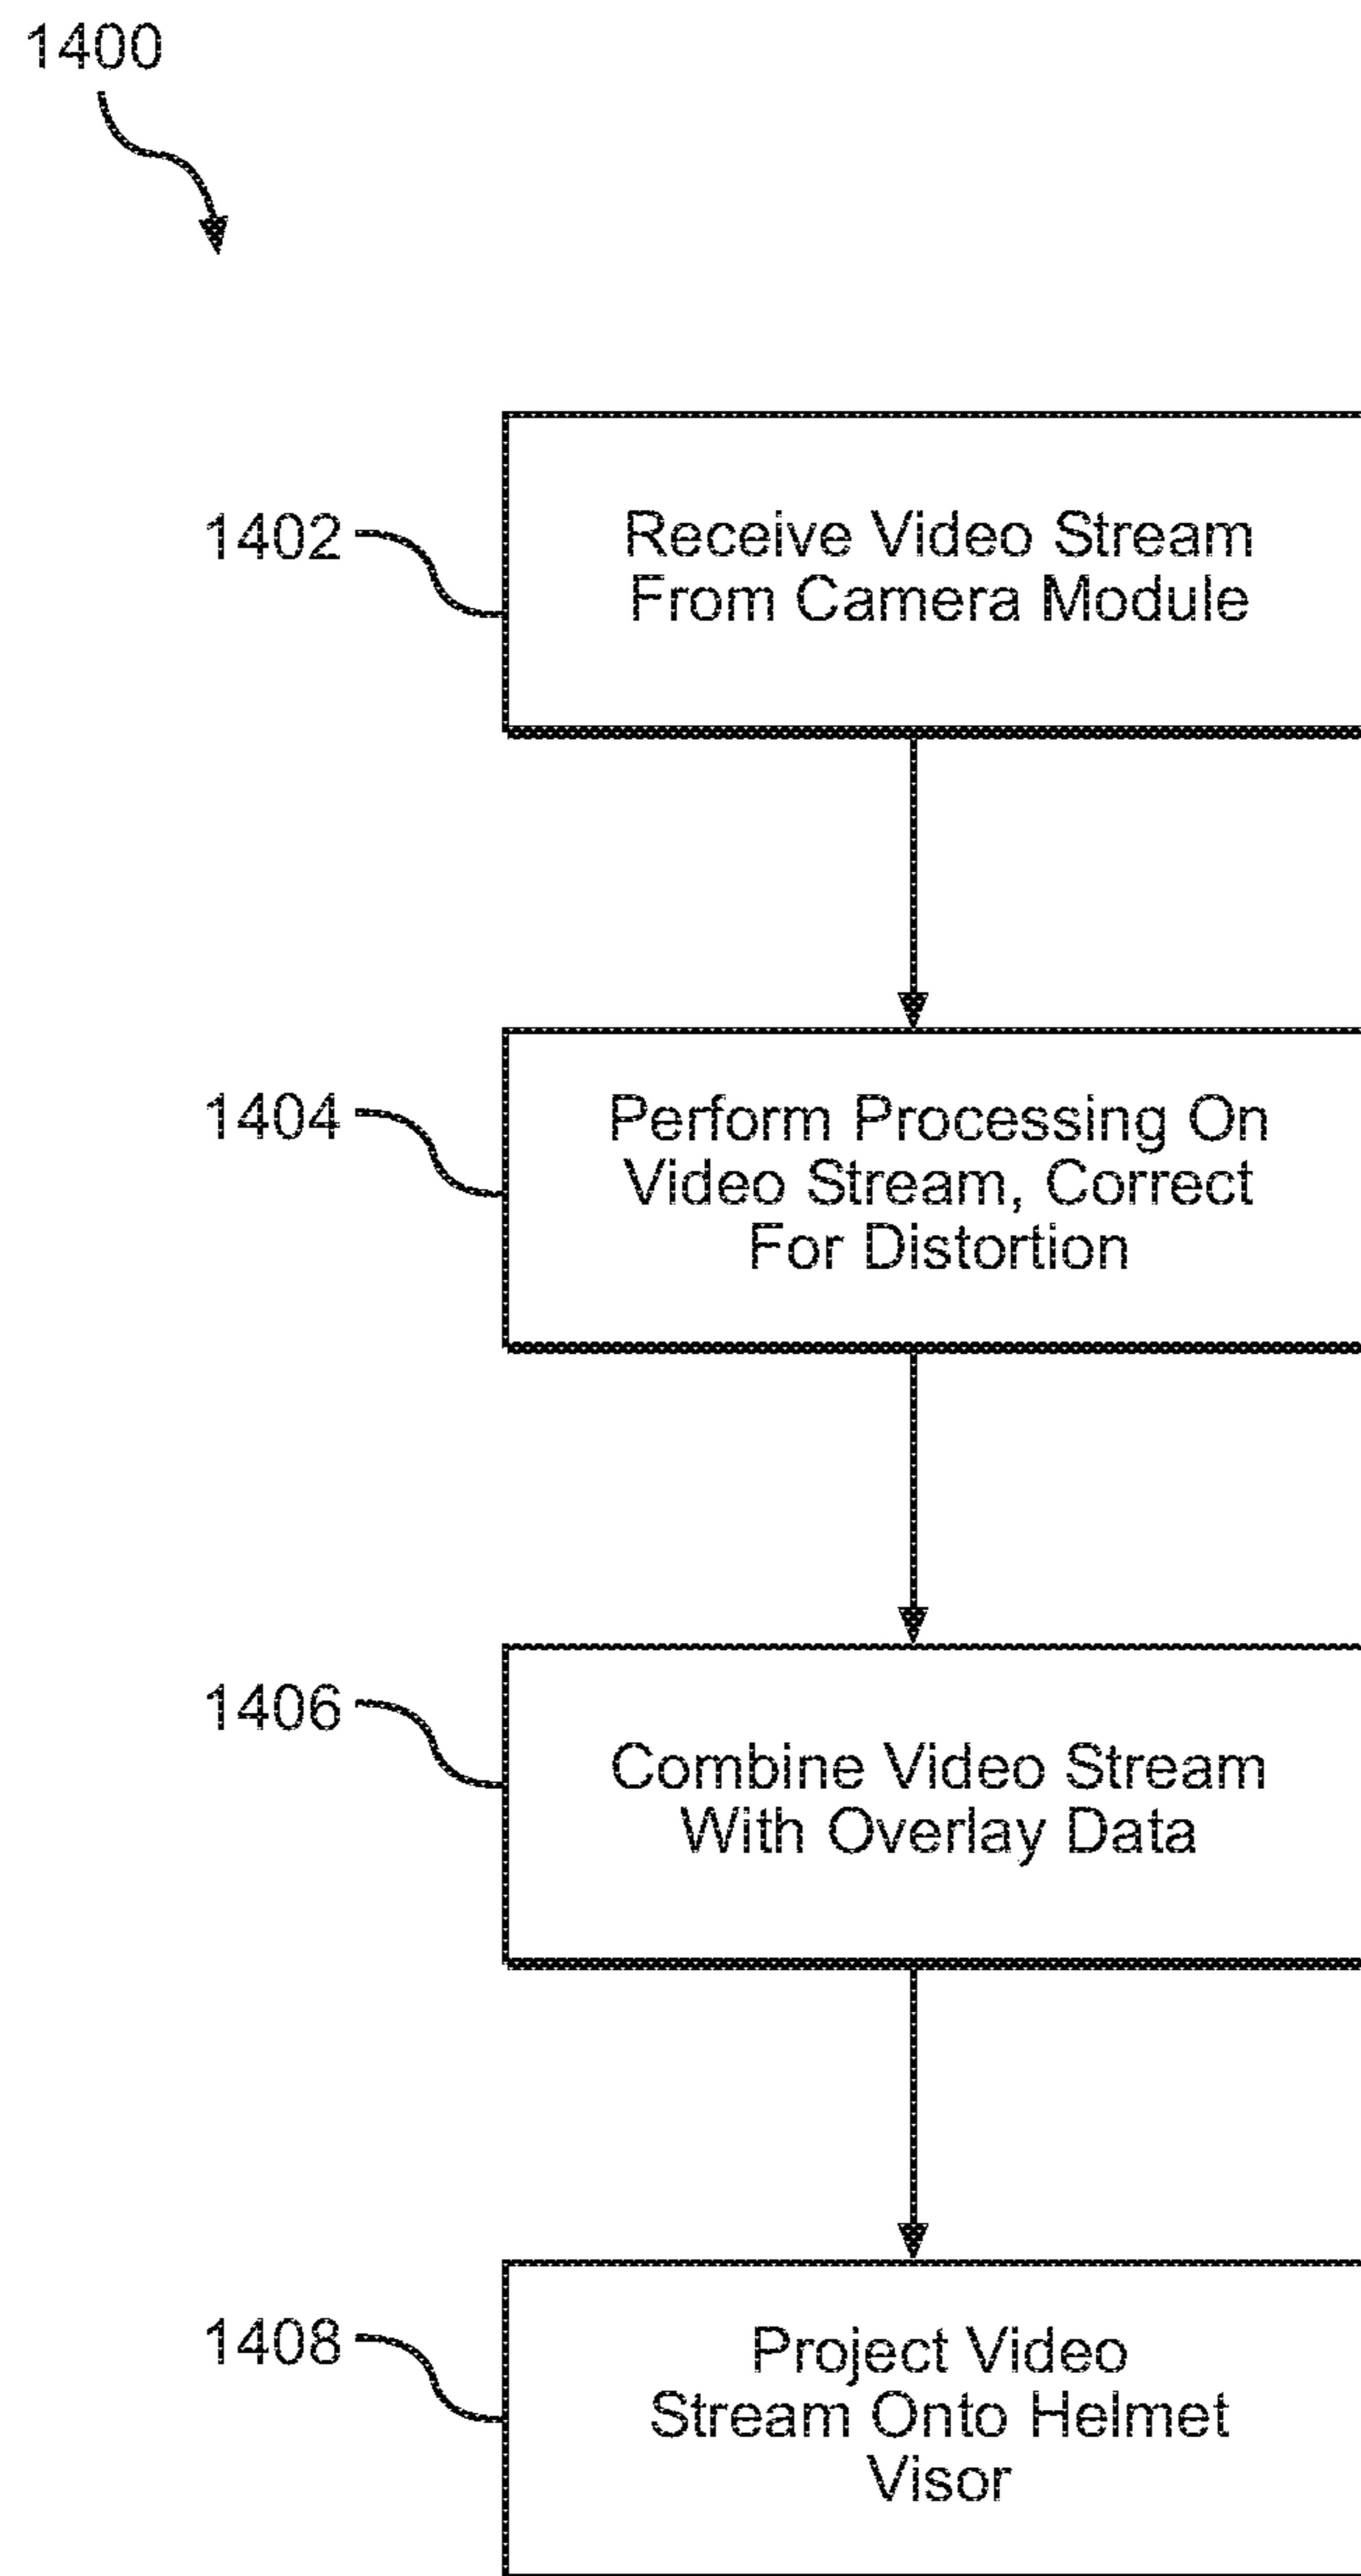 1400
1402
Receive Video Stream
From Camera Module
1404
Perform Processing On
Video Stream, Correct
For Distortion
1406
Combine Video Stream
With Overlay Data
1408
Project Video
Stream Onto Helmet
Visor